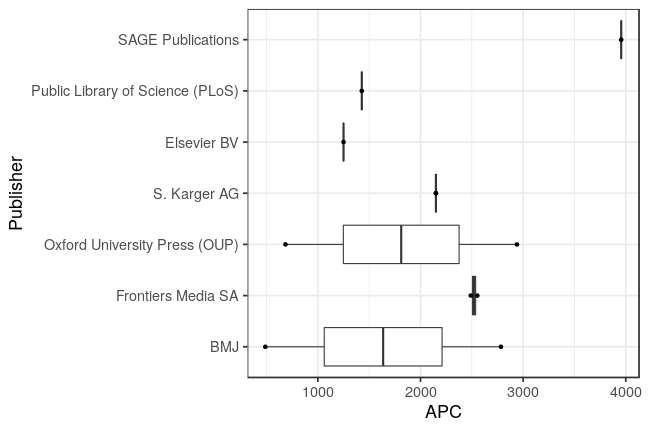 SAGE Publications
Public Library of Science (PLoS)
Elsevier BV
S. Karger AG
Oxford University Press (OUP)
Frontiers Media SA
BMJ
Publisher
1000 2000 3000 4000
APC